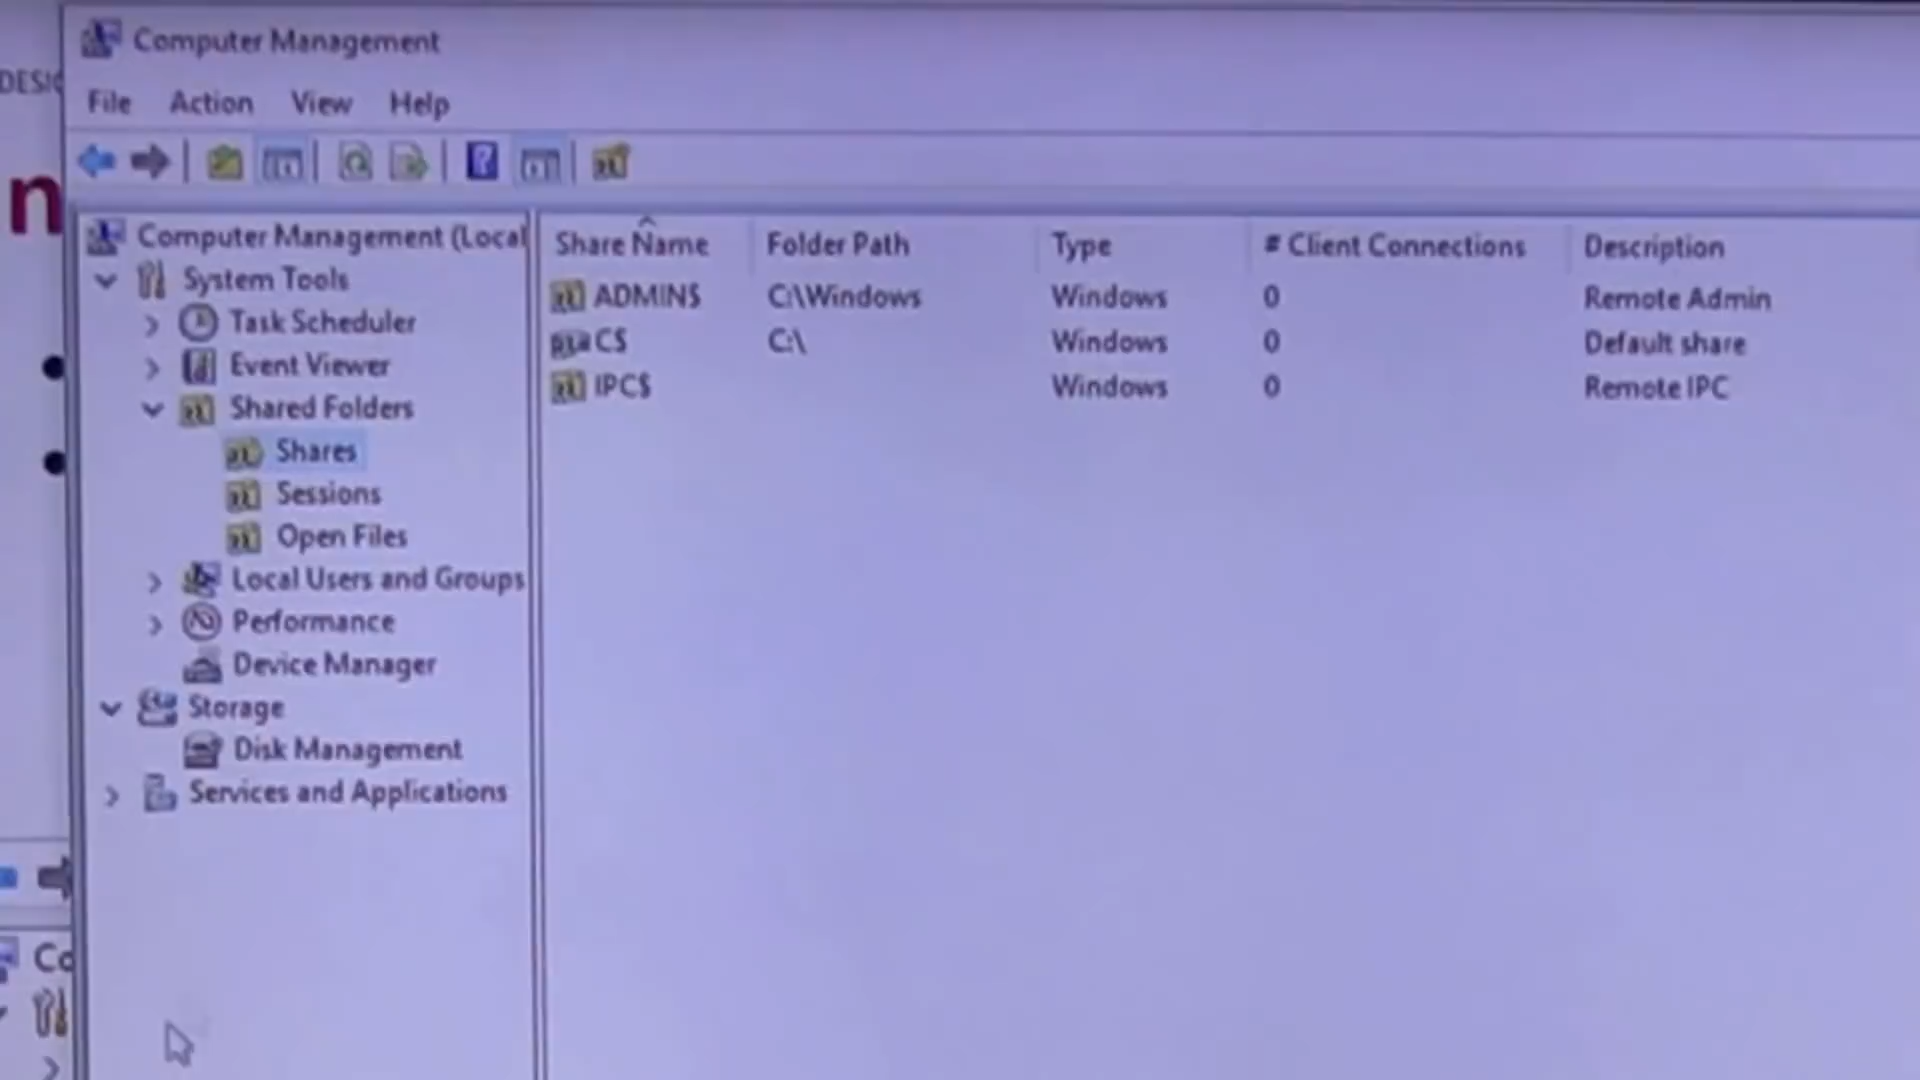 Computer Management
DESIG
File Action View Help
n
Computer Management (Local
System Tools
Task Scheduler
Event Viewer
Shared Folders
Shares
Sessions
Open Files
Local Users and Groups
Performance
Device Manager
Storage
Disk Management
Services and Applications
Share Name Folder Path Type # Client Connections Description
ADMIN$ C:\Windows Windows 0 Remote Admin
C$ C:\ Windows 0 Default share
IPC$ Windows 0 Remote IPC
Co